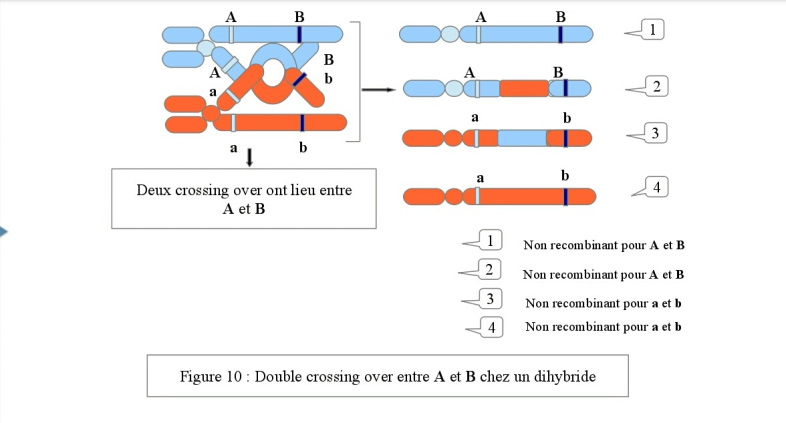 A B
A B
1
B
A b
a
A B
2
a b
3
a b
a b
4
Deux crossing over ont lieu entre
A et B
1 Non recombinant pour A et B
2 Non recombinant pour A et B
3 Non recombinant pour a et b
4 Non recombinant pour a et b
Figure 10 : Double crossing over entre A et B chez un dihybride